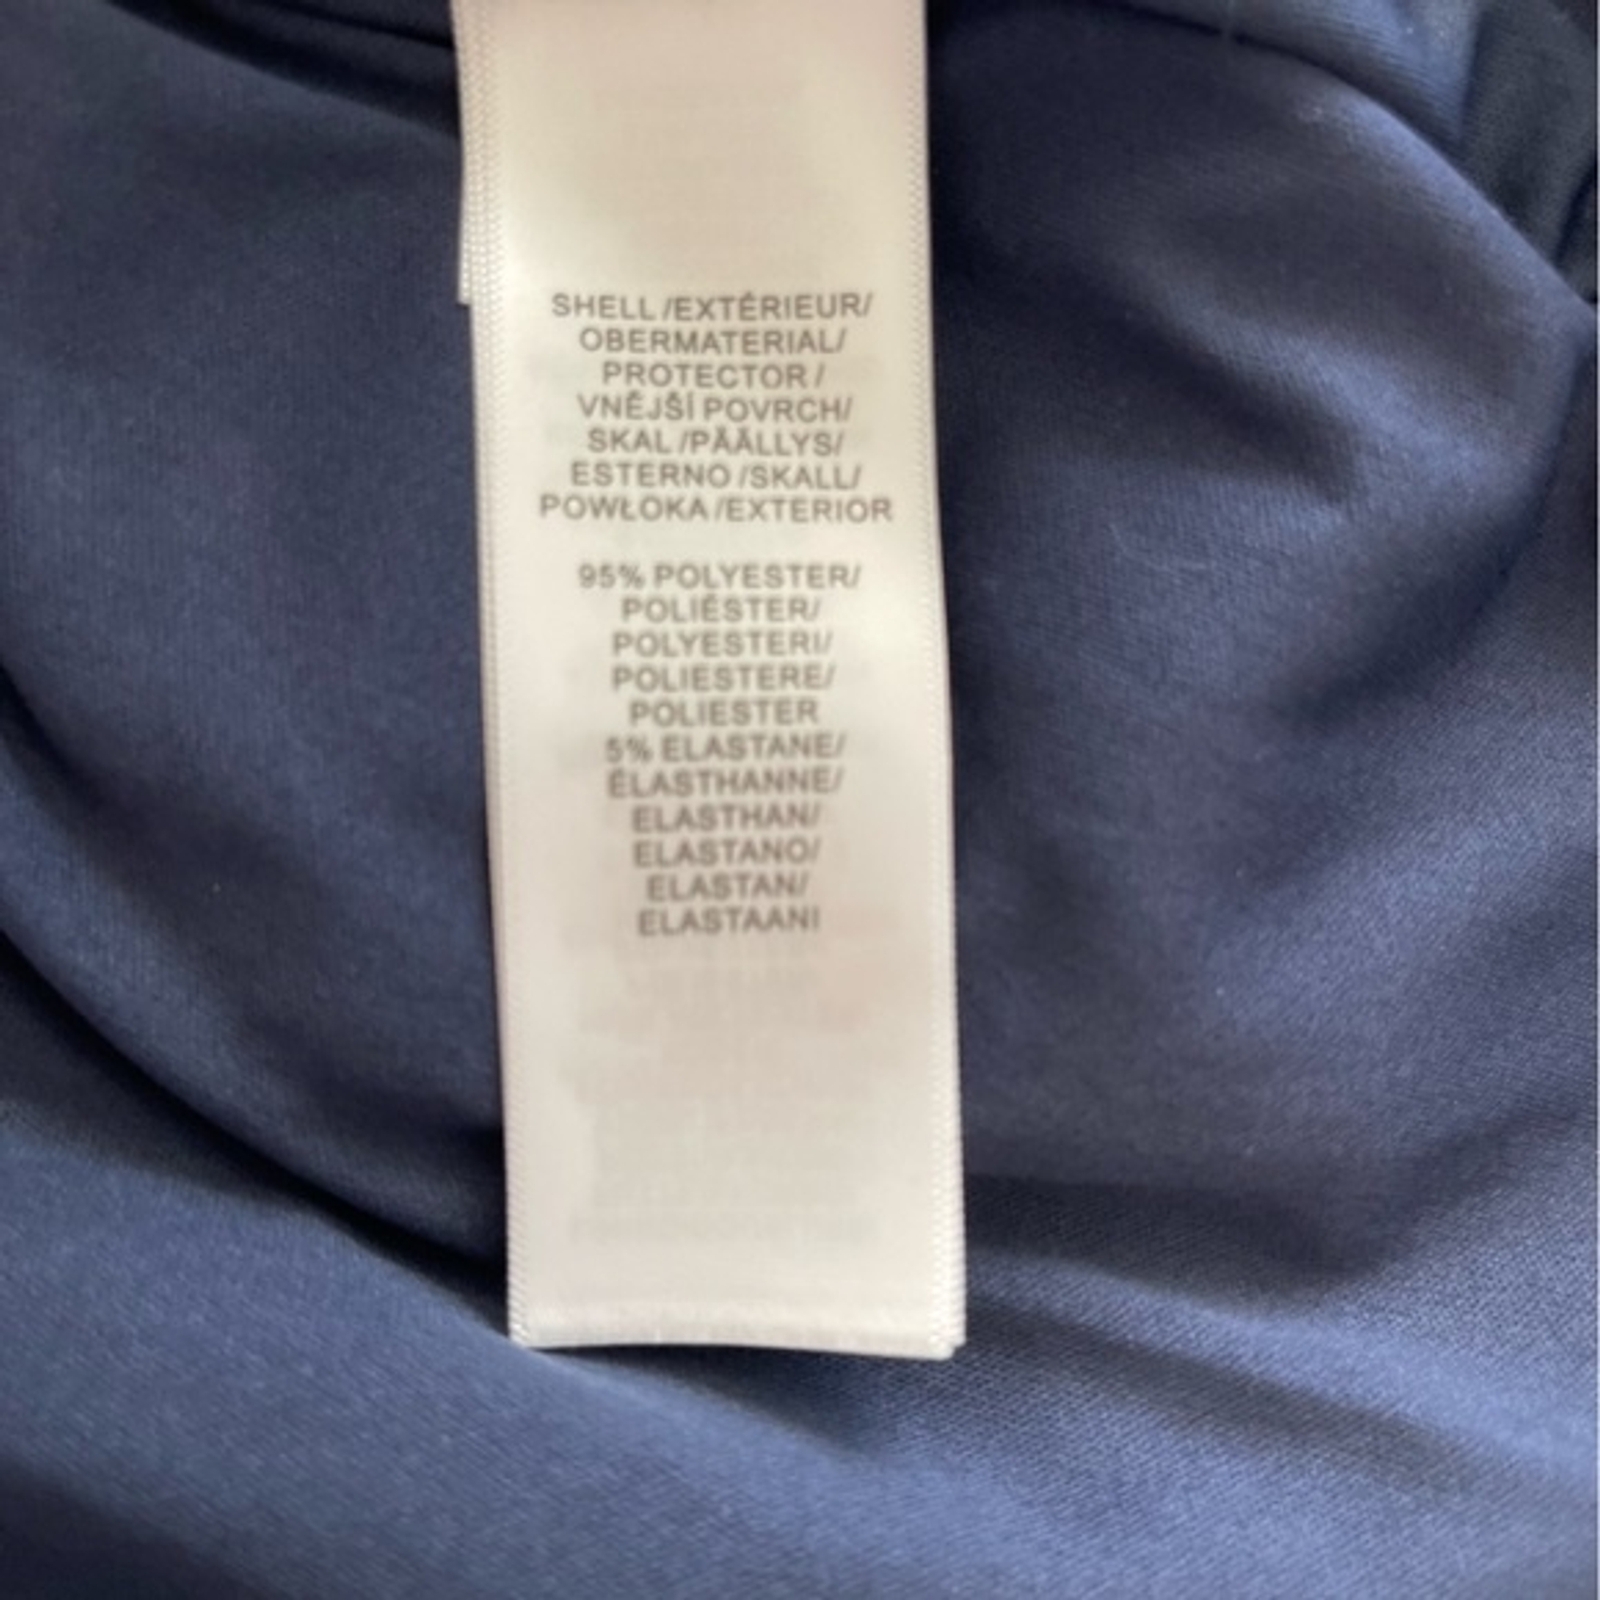 SHELL /EXTÉRIEUR/
OBERMATERIAL/
PROTECTOR /
VNĚJŠÍ POVRCH/
SKAL /PÄÄLLYS/
ESTERNO /SKALL/
POWŁOKA /EXTERIOR
95% POLYESTER/
POLIÉSTER/
POLYESTERI/
POLIESTERE/
POLIESTER
5% ELASTANE/
ÉLASTHANNE/
ELASTHAN/
ELASTANO/
ELASTAN/
ELASTAANI